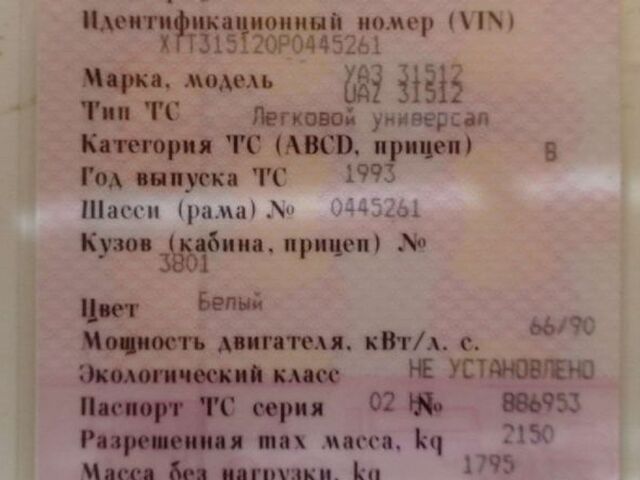 Идентификационный номер (VIN)
XTT315120P0445261
Марка, модель УАЗ 31512
UAZ 31512
Тип ТС Легковой универсал
Категория ТС (ABCD, прицеп) B
Год выпуска ТС 1993
Шасси (рама) № 0445261
Кузов (кабина, прицеп) №
3801
Цвет Белый
Мощность двигателя, кВт/л. с. 66/90
Экологический класс НЕ УСТАНОВЛЕНО
Паспорт ТС серия 02 № 886953
Разрешенная max масса, kg 2150
Масса без нагрузки, kg 1795